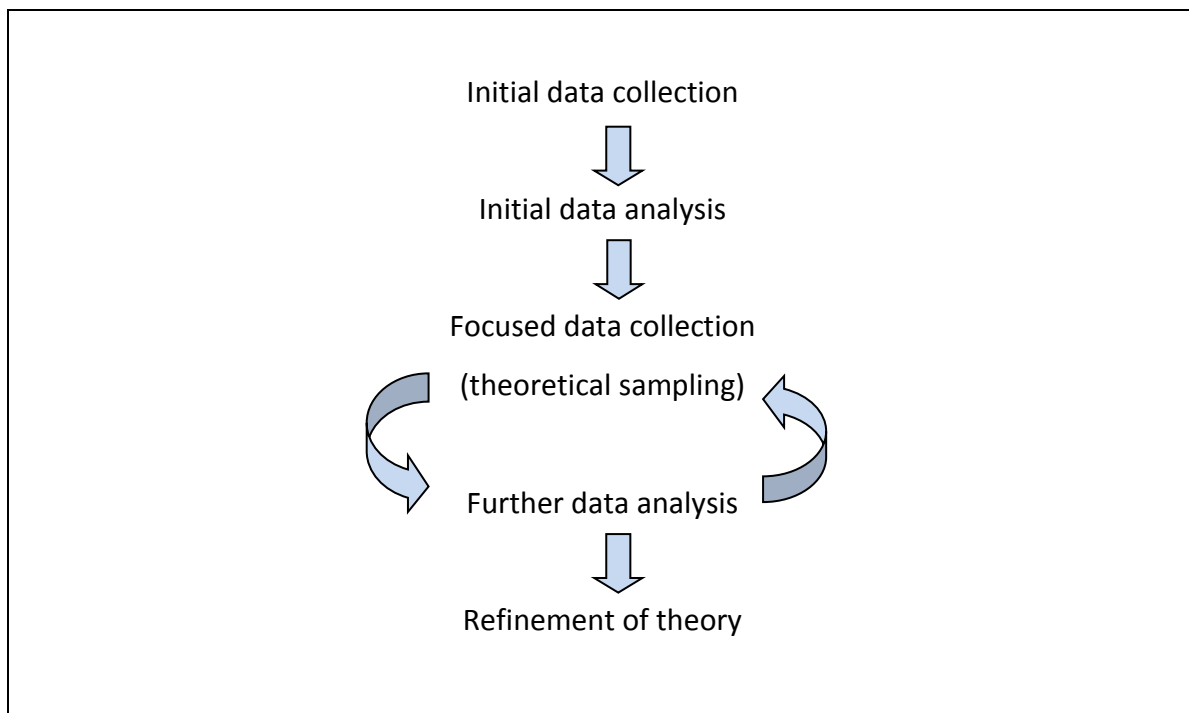 Initial data collection
Initial data analysis
Focused data collection
(theoretical sampling)
Further data analysis
Refinement of theory